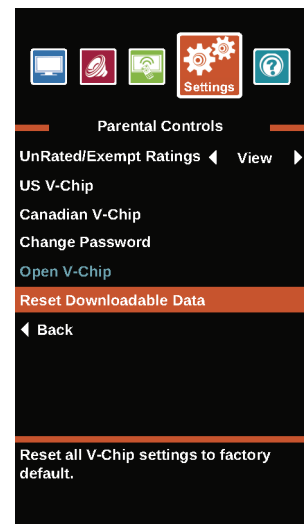 Settings
Parental Controls
UnRated/Exempt Ratings View
US V-Chip
Canadian V-Chip
Change Password
Open V-Chip
Reset Downloadable Data
Back
Reset all V-Chip settings to factory
default.